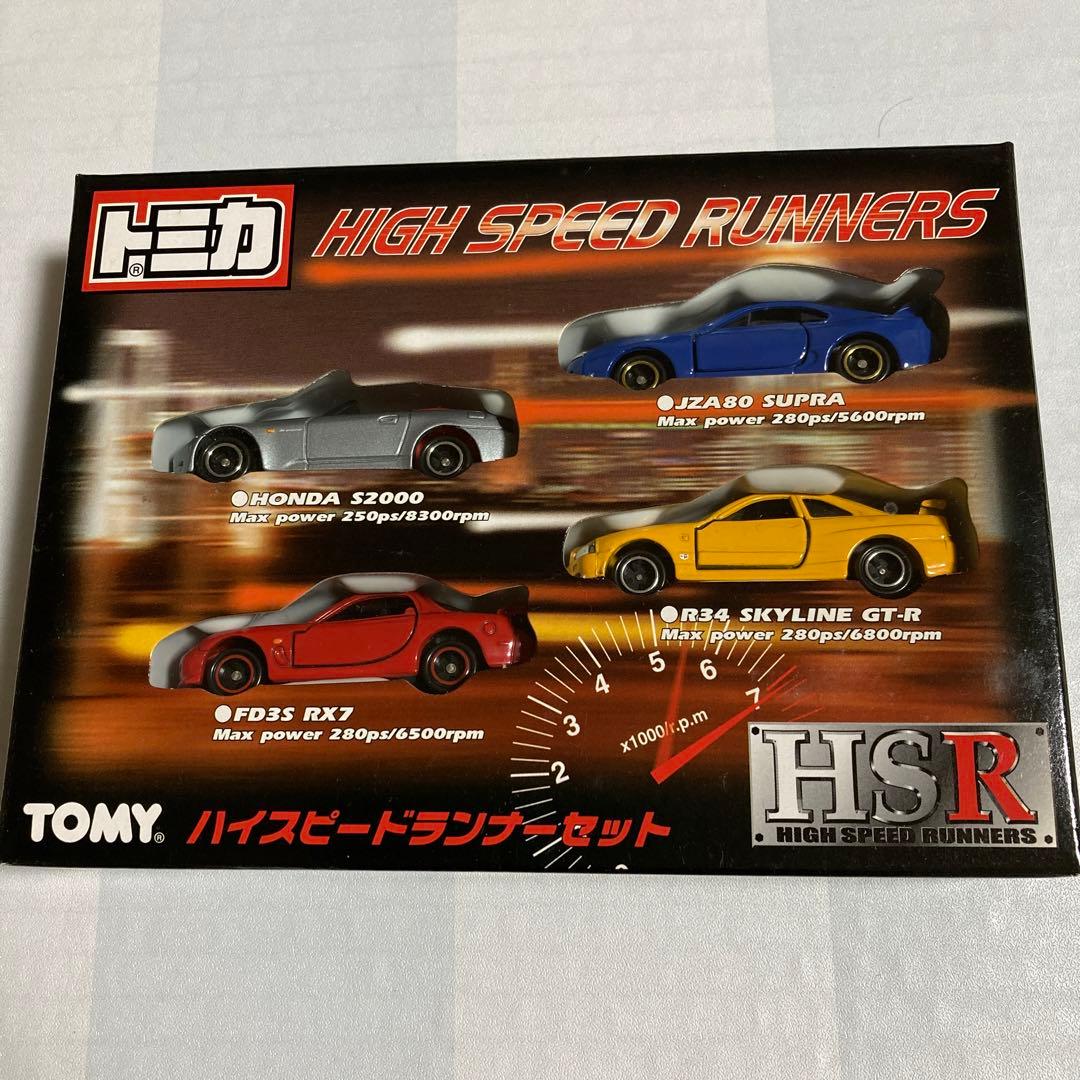 トミカ®
HIGH SPEED RUNNERS
●JZA80 SUPRA
Max power 280ps/5600rpm
●HONDA S2000
Max power 250ps/8300rpm
●R34 SKYLINE GT-R
Max power 280ps/6800rpm
●FD3S RX7
Max power 280ps/6500rpm
2
3
4
5
6
7
x1000/r.p.m
HSR
HIGH SPEED RUNNERS
TOMY®
ハイスピードランナーセット